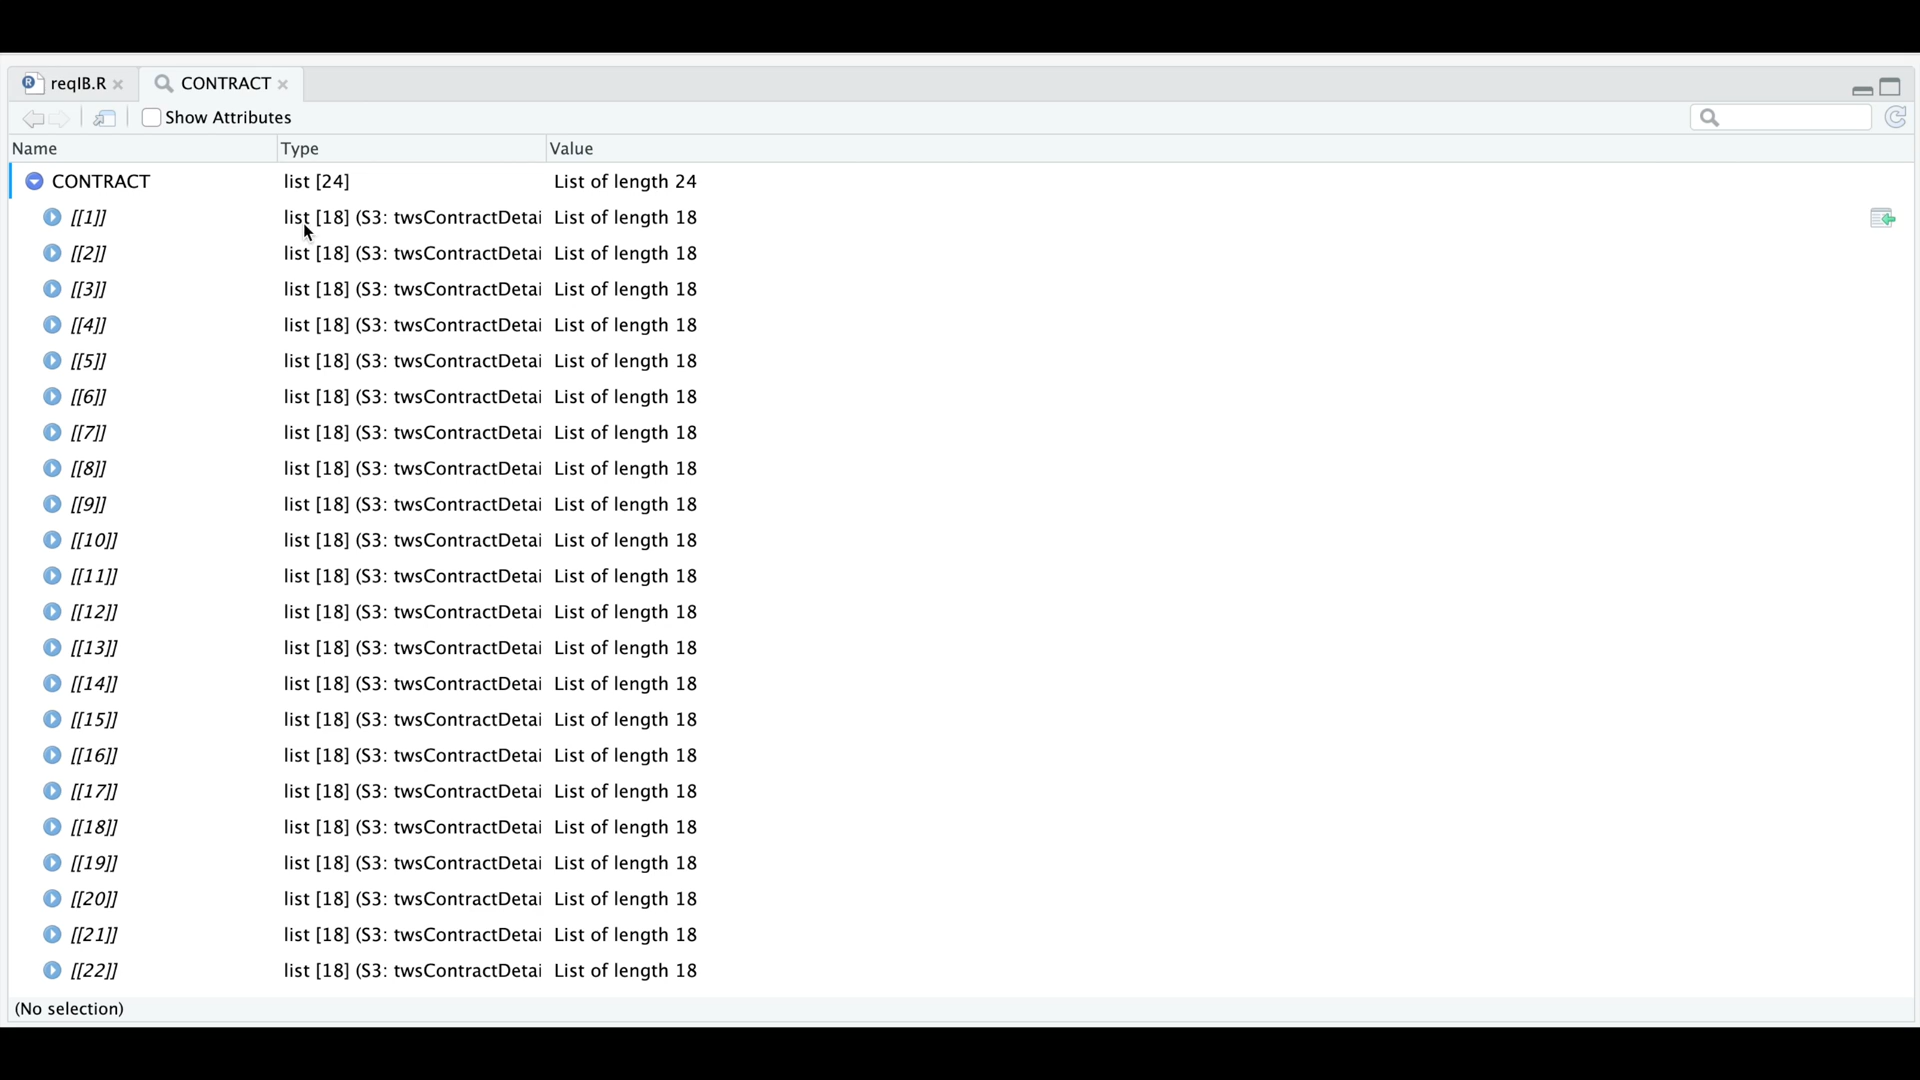 reqIB.R CONTRACT
Show Attributes
Name Type Value
CONTRACT list [24] List of length 24
[[1]] list [18] (S3: twsContractDetai List of length 18
[[2]] list [18] (S3: twsContractDetai List of length 18
[[3]] list [18] (S3: twsContractDetai List of length 18
[[4]] list [18] (S3: twsContractDetai List of length 18
[[5]] list [18] (S3: twsContractDetai List of length 18
[[6]] list [18] (S3: twsContractDetai List of length 18
[[7]] list [18] (S3: twsContractDetai List of length 18
[[8]] list [18] (S3: twsContractDetai List of length 18
[[9]] list [18] (S3: twsContractDetai List of length 18
[[10]] list [18] (S3: twsContractDetai List of length 18
[[11]] list [18] (S3: twsContractDetai List of length 18
[[12]] list [18] (S3: twsContractDetai List of length 18
[[13]] list [18] (S3: twsContractDetai List of length 18
[[14]] list [18] (S3: twsContractDetai List of length 18
[[15]] list [18] (S3: twsContractDetai List of length 18
[[16]] list [18] (S3: twsContractDetai List of length 18
[[17]] list [18] (S3: twsContractDetai List of length 18
[[18]] list [18] (S3: twsContractDetai List of length 18
[[19]] list [18] (S3: twsContractDetai List of length 18
[[20]] list [18] (S3: twsContractDetai List of length 18
[[21]] list [18] (S3: twsContractDetai List of length 18
[[22]] list [18] (S3: twsContractDetai List of length 18
(No selection)